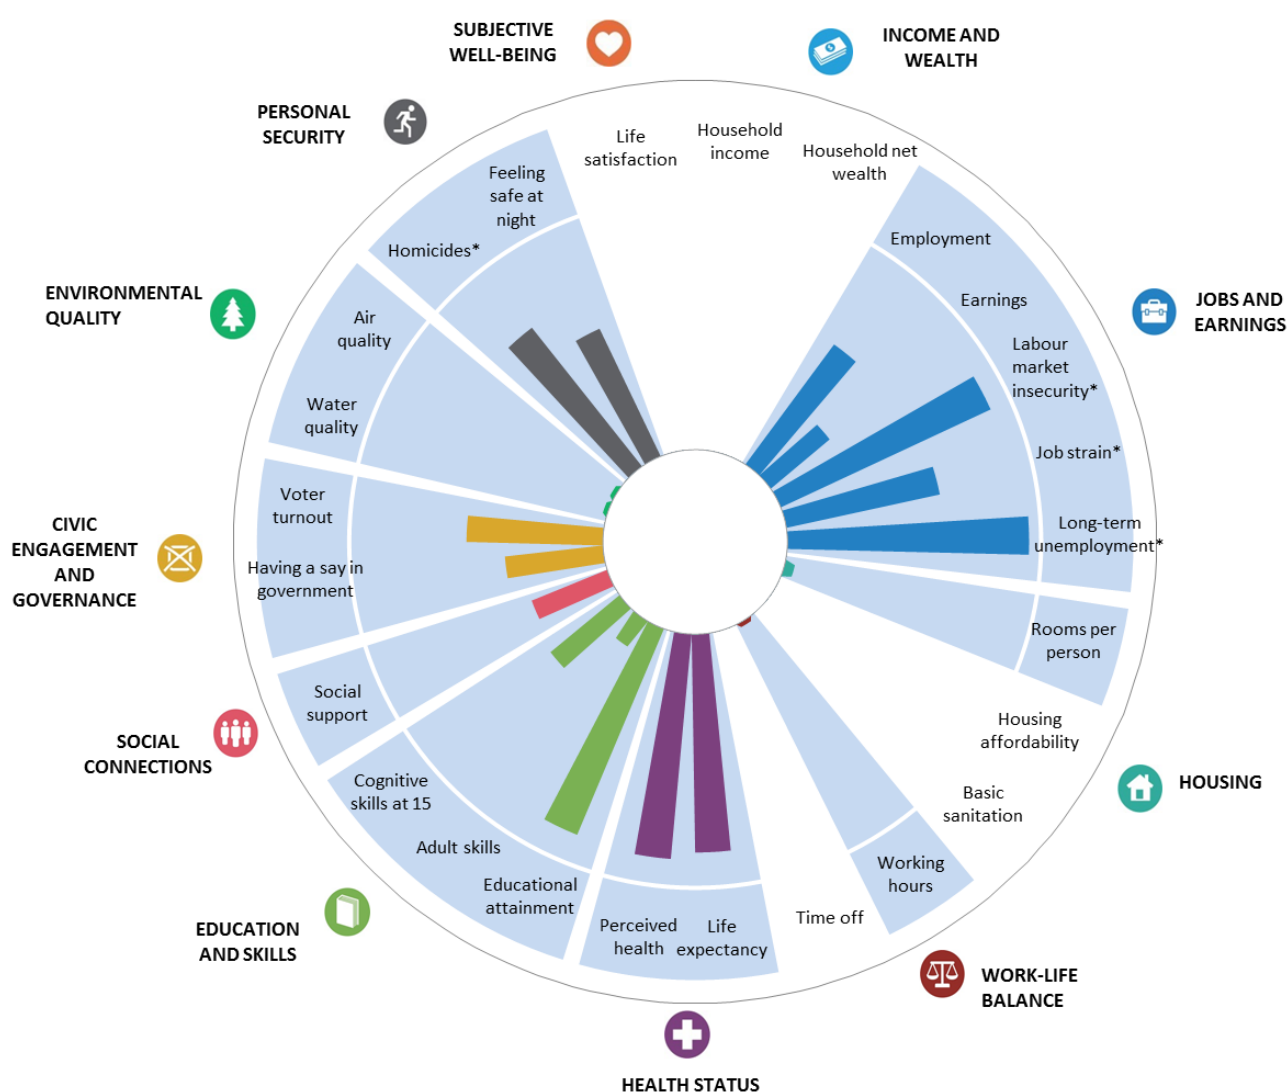 SUBJECTIVE
WELL-BEING
INCOME AND
WEALTH
PERSONAL
SECURITY
Life
satisfaction
Household
income
Household net
wealth
Feeling
safe at
night
Homicides*
Employment
ENVIRONMENTAL
QUALITY
Air
quality
Water
quality
Earnings
Labour
market
insecurity*
JOBS AND
EARNINGS
Job strain*
Long-term
unemployment*
CIVIC
ENGAGEMENT
AND
GOVERNANCE
Voter
turnout
Having a say in
government
Rooms per
person
Social
support
SOCIAL
CONNECTIONS
Housing
affordability
HOUSING
Basic
sanitation
Cognitive
skills at 15
Adult skills
Educational
attainment
Working
hours
Time off
Perceived
health
Life
expectancy
EDUCATION
AND SKILLS
WORK-LIFE
BALANCE
HEALTH STATUS